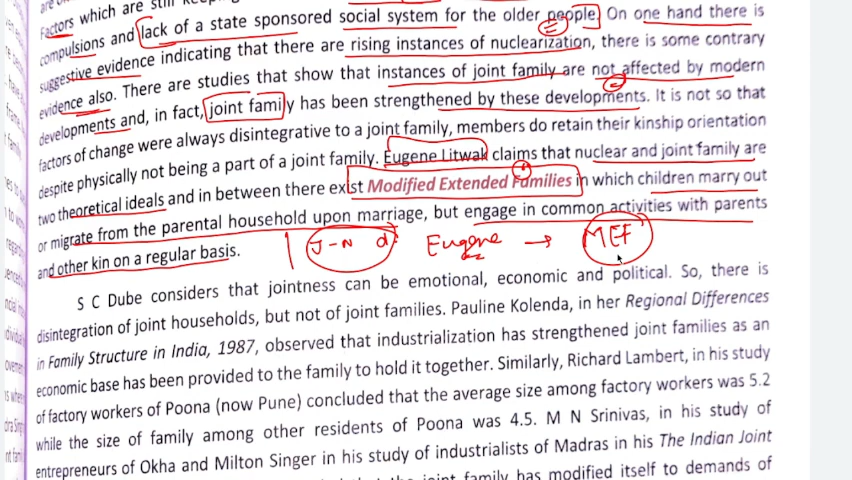 Factors which are still
compulsions and lack of a state sponsored social system for the older people. On one hand there is
suggestive evidence indicating that there are rising instances of nuclearization, there is some contrary
evidence also. There are studies that show that instances of joint family are not affected by modern
developments and, in fact, joint family has been strengthened by these developments. It is not so that
factors of change were always disintegrative to a joint family, members do retain their kinship orientation
despite physically not being a part of a joint family. Eugene Litwak claims that nuclear and joint family are
two theoretical ideals and in between there exist Modified Extended Families in which children marry out
or migrate from the parental household upon marriage, but engage in common activities with parents
and other kin on a regular basis.
J-N d Eugene → MEF
S C Dube considers that jointness can be emotional, economic and political. So, there is
disintegration of joint households, but not of joint families. Pauline Kolenda, in her Regional Differences
in Family Structure in India, 1987, observed that industrialization has strengthened joint families as an
economic base has been provided to the family to hold it together. Similarly, Richard Lambert, in his study
of factory workers of Poona (now Pune) concluded that the average size among factory workers was 5.2
while the size of family among other residents of Poona was 4.5. M N Srinivas, in his study of
entrepreneurs of Okha and Milton Singer in his study of industrialists of Madras in his The Indian Joint
the joint family has modified itself to demands of